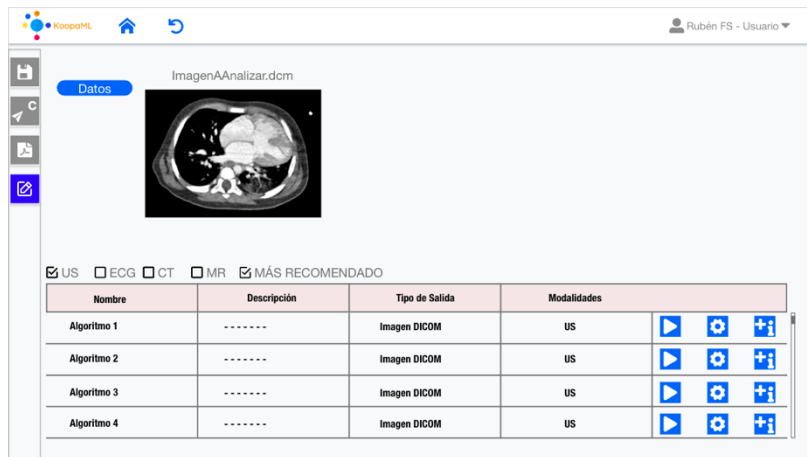 KoopaML
Rubén FS - Usuario
C
Datos
ImagenAAnalizar.dcm
US ECG CT MR MÁS RECOMENDADO
Nombre Descripción Tipo de Salida Modalidades
Algoritmo 1 - - - - - - - Imagen DICOM US
Algoritmo 2 - - - - - - - Imagen DICOM US
Algoritmo 3 - - - - - - - Imagen DICOM US
Algoritmo 4 - - - - - - - Imagen DICOM US